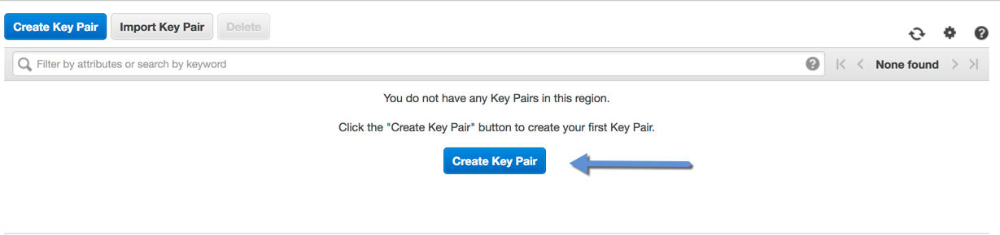 Create Key Pair Import Key Pair Delete
Filter by attributes or search by keyword None found
You do not have any Key Pairs in this region.
Click the "Create Key Pair" button to create your first Key Pair.
Create Key Pair